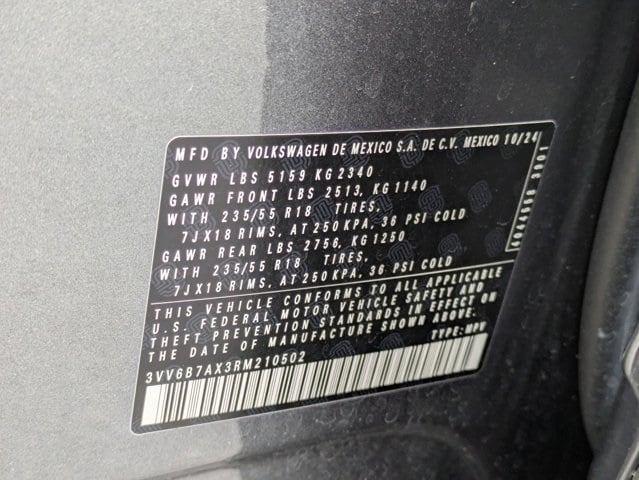 MFD BY VOLKSWAGEN DE MEXICO S.A. DE C.V. MEXICO 10/24
GVWR LBS 5159 KG 2340
GAWR FRONT LBS 2513, KG 1140
WITH 235/55 R18 TIRES,
7JX18 RIMS, AT 250 KPA, 36 PSI COLD
GAWR REAR LBS 2756, KG 1250
WITH 235/55 R18 TIRES,
7JX18 RIMS, AT 250 KPA, 36 PSI COLD
THIS VEHICLE CONFORMS TO ALL APPLICABLE
U.S. FEDERAL MOTOR VEHICLE SAFETY AND
THEFT PREVENTION STANDARDS IN EFFECT ON
THE DATE OF MANUFACTURE SHOWN ABOVE.
TYPE: MPV
3VV6B7AX3RM210502